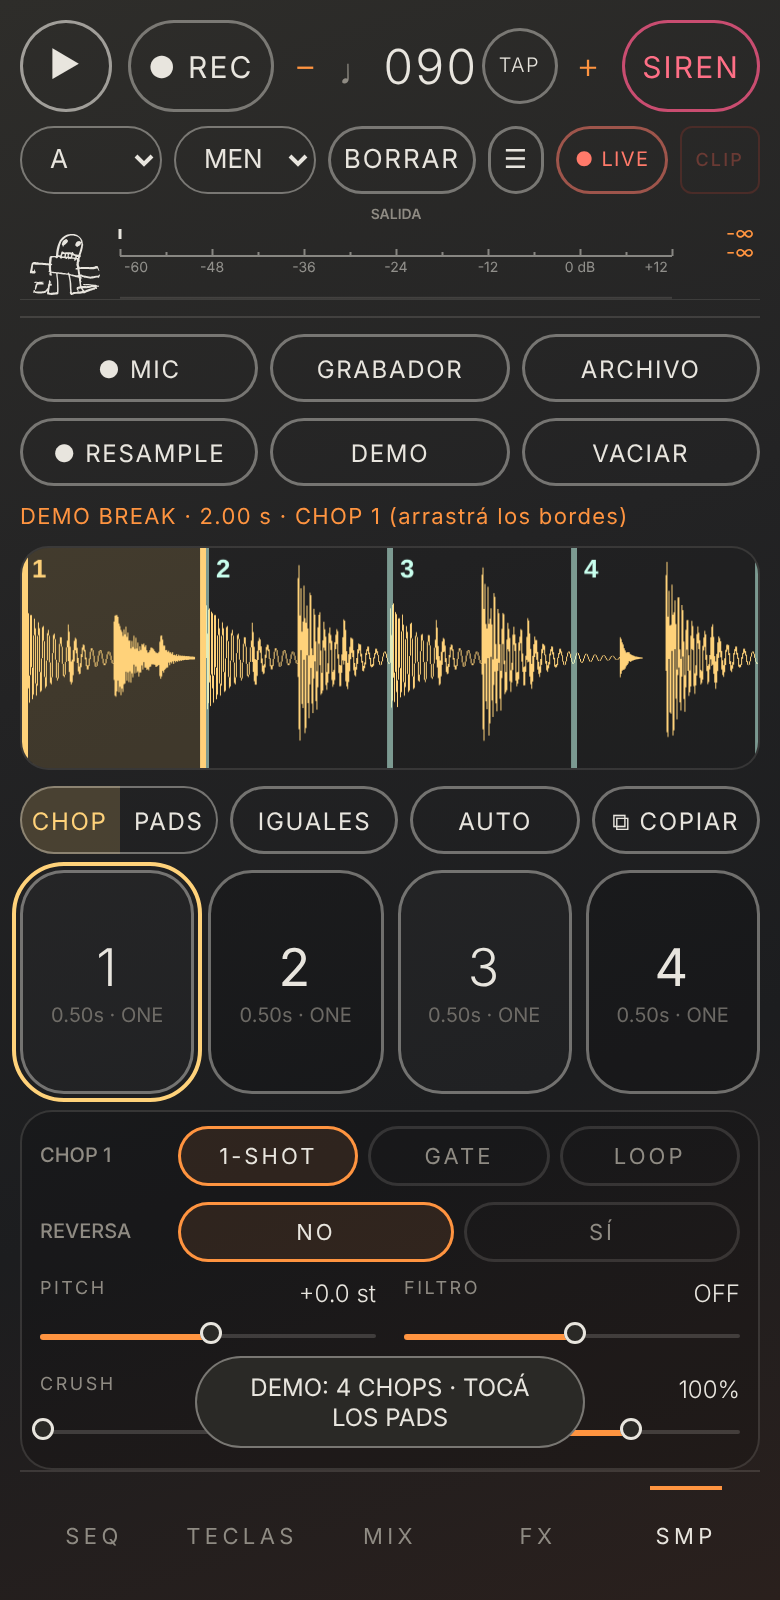 REC − ♩ 090 TAP + SIREN
A MEN BORRAR ☰ LIVE CLIP
SALIDA
-∞
-∞
-60 -48 -36 -24 -12 0 dB +12
MIC GRABADOR ARCHIVO
RESAMPLE DEMO VACIAR
DEMO BREAK · 2.00 s · CHOP 1 (arrastrá los bordes)
1 2 3 4
CHOP PADS IGUALES AUTO ⧉ COPIAR
1 2 3 4
0.50s · ONE 0.50s · ONE 0.50s · ONE 0.50s · ONE
CHOP 1 1-SHOT GATE LOOP
REVERSA NO SÍ
PITCH +0.0 st FILTRO OFF
CRUSH 100%
DEMO: 4 CHOPS · TOCÁ
LOS PADS
SEQ TECLAS MIX FX SMP